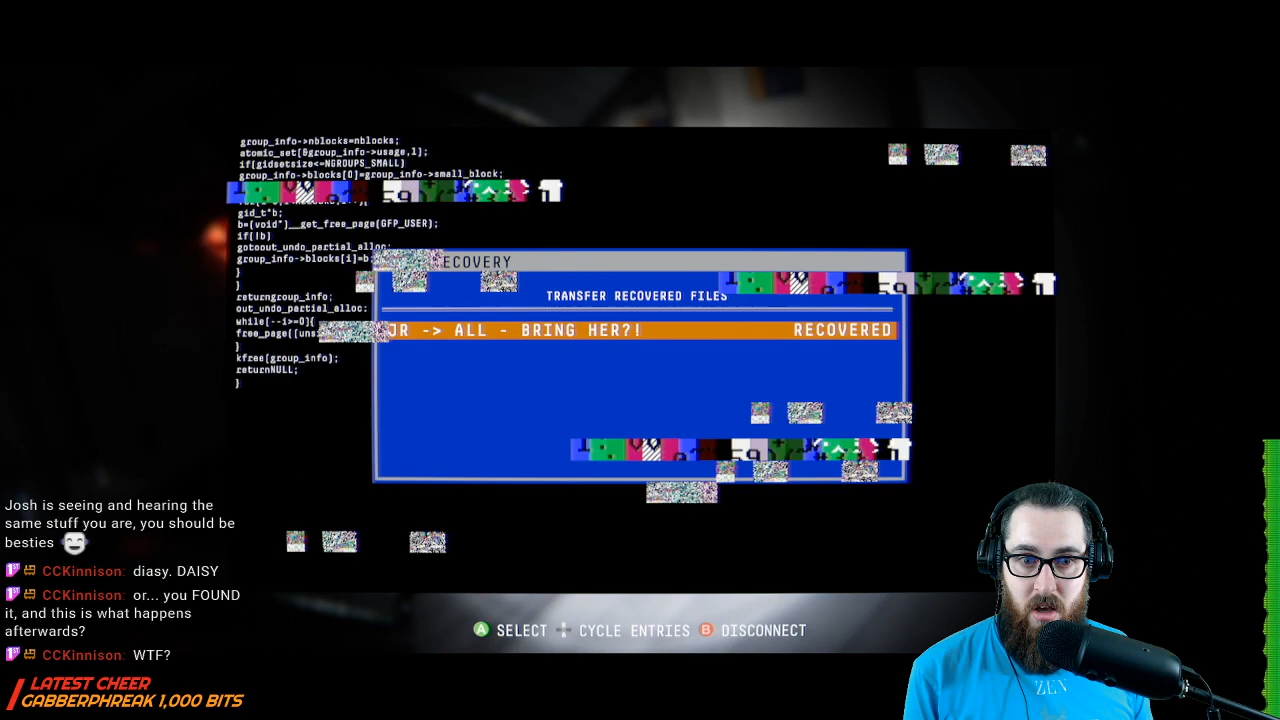 group_info->nblocks=nblocks;
atomic_set(&group_info->usage,1);
if(gidsetsize<=NGROUPS_SMALL)
group_info->blocks[0]=group_info->small_block;
gid_t*b;
b=(void*)__get_free_page(GFP_USER);
if(!b)
gotoout_undo_partial_alloc;
group_info->blocks[i]=b
}
}
returngroup_info;
out_undo_partial_alloc:
while(--i>=0){
free_page((uns
}
kfree(group_info);
returnNULL;
}
ECOVERY
TRANSFER RECOVERED FILES
JR -> ALL - BRING HER?! RECOVERED
A SELECT CYCLE ENTRIES B DISCONNECT
Josh is seeing and hearing the
same stuff you are, you should be
besties
1ST CCKinnison: diasy. DAISY
1ST CCKinnison: or... you FOUND
it, and this is what happens
afterwards?
1ST CCKinnison: WTF?
LATEST CHEER
GABBERPHREAK 1,000 BITS
ZEN